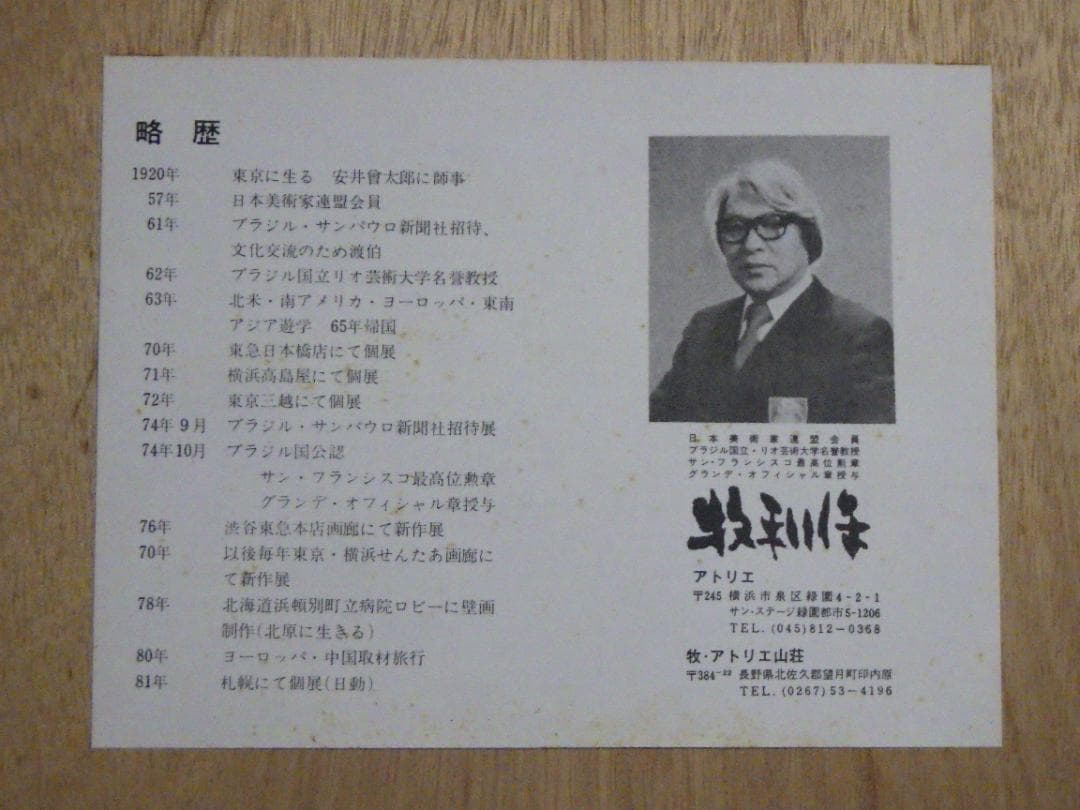 略 歴
1920年 東京に生る 安井曾太郎に師事
57年 日本美術家連盟会員
61年 ブラジル・サンパウロ新聞社招待、
文化交流のため渡伯
62年 ブラジル国立リオ芸術大学名誉教授
63年 北米・南アメリカ・ヨーロッパ・東南
アジア遊学 65年帰国
70年 東急日本橋店にて個展
71年 横浜高島屋にて個展
72年 東京三越にて個展
74年9月 ブラジル・サンパウロ新聞社招待展
74年10月 ブラジル国公認
サン・フランシスコ最高位勲章
グランデ・オフィシャル章授与
76年 渋谷東急本店画廊にて新作展
70年 以後毎年東京・横浜せんたあ画廊に
て新作展
78年 北海道浜頓別町立病院ロビーに壁画
制作(北原に生きる)
80年 ヨーロッパ・中国取材旅行
81年 札幌にて個展(日動)
日本美術家連盟会員
ブラジル国立・リオ芸術大学名誉教授
サン・フランシスコ最高位勲章
グランデ・オフィシャル章授与
牧利保
アトリエ
〒245 横浜市泉区緑園4-2-1
サン・ステージ緑園都市5-1206
TEL.(045)812-0368
牧・アトリエ山荘
〒384-22 長野県北佐久郡望月町印内原
TEL.(0267)53-4196